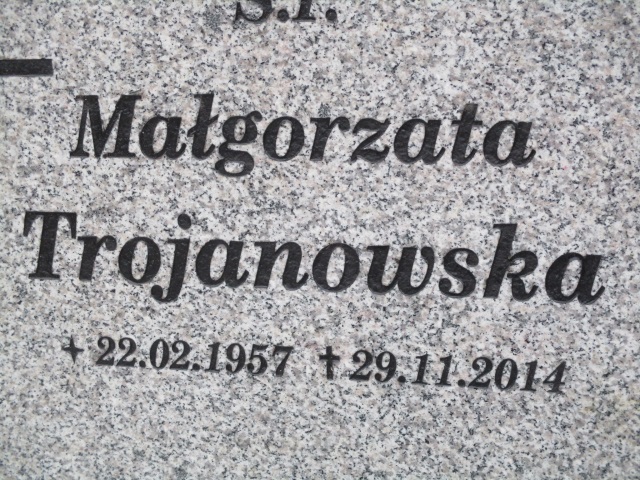 Ś.P.
Małgorzata
Trojanowska
+ 22.02.1957 ✝ 29.11.2014